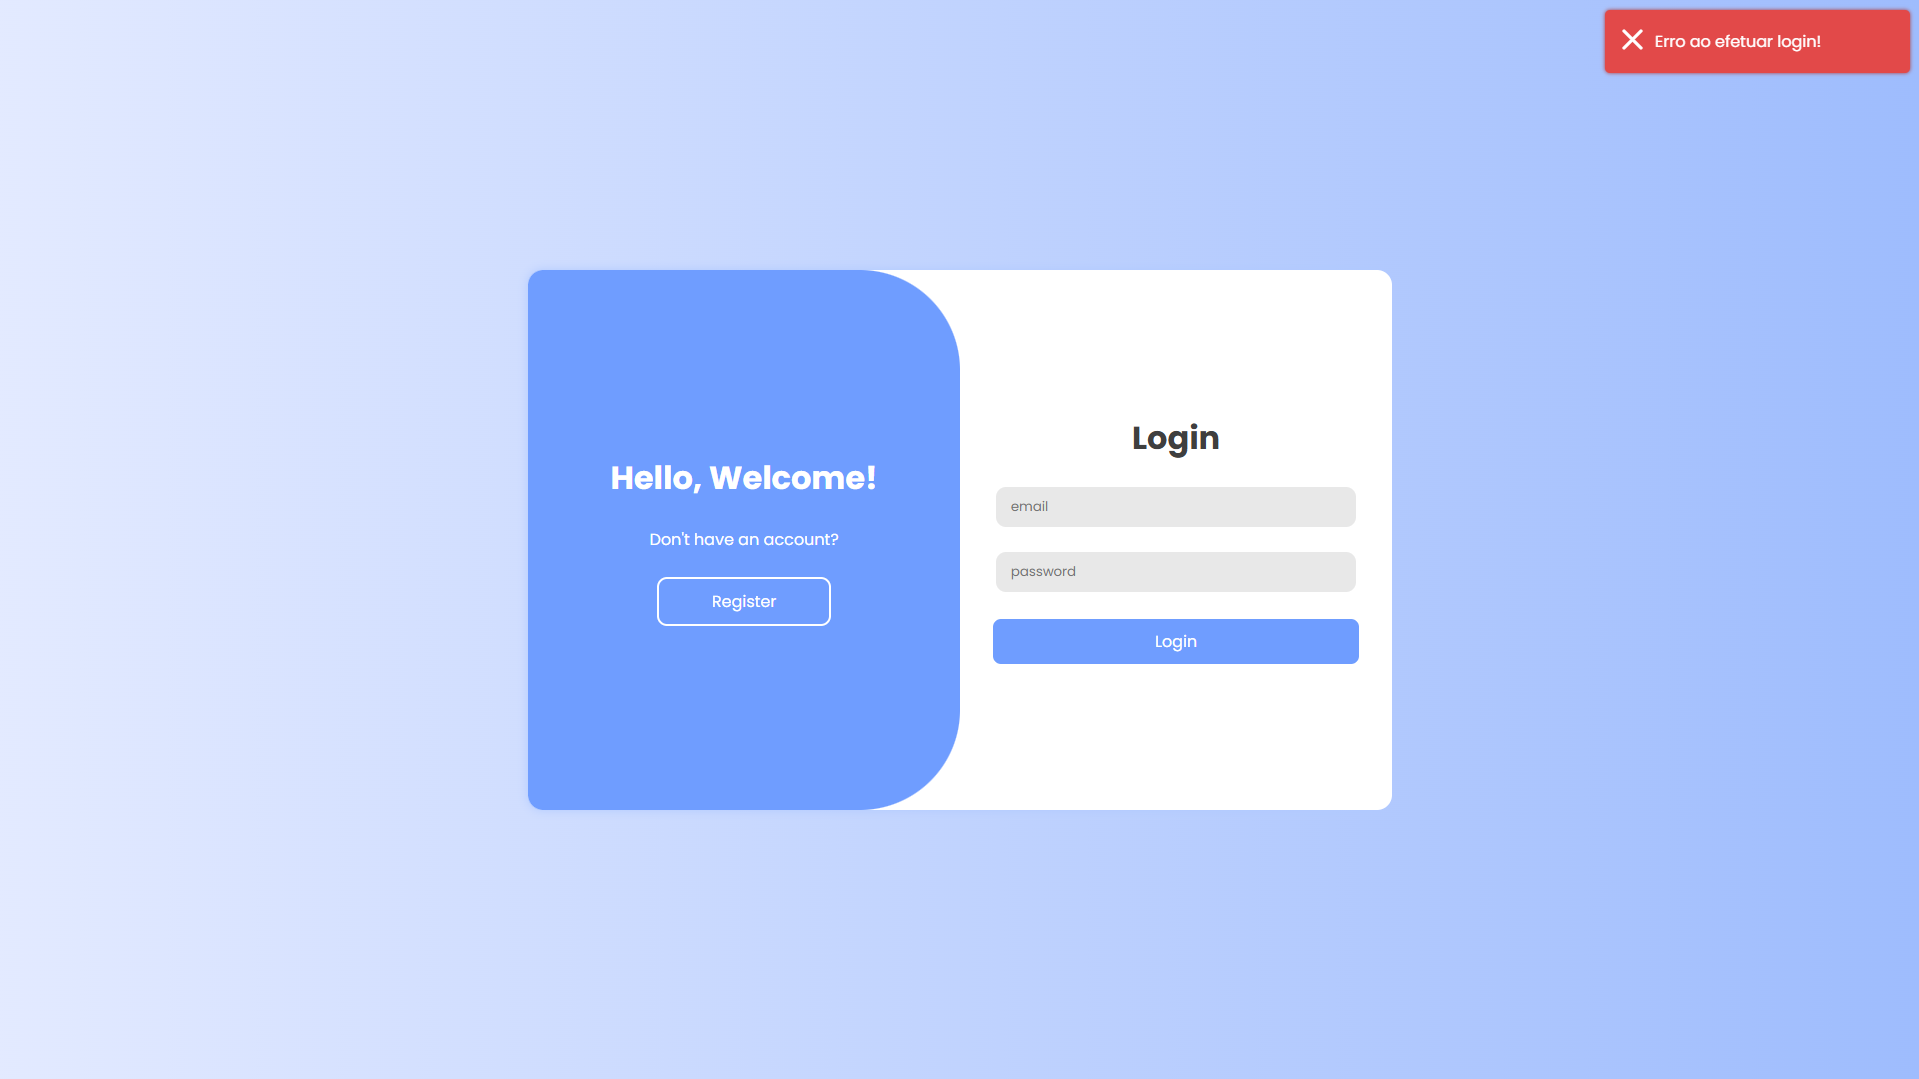 Erro ao efetuar login!
Hello, Welcome!
Don't have an account?
Register
Login
email
password
Login